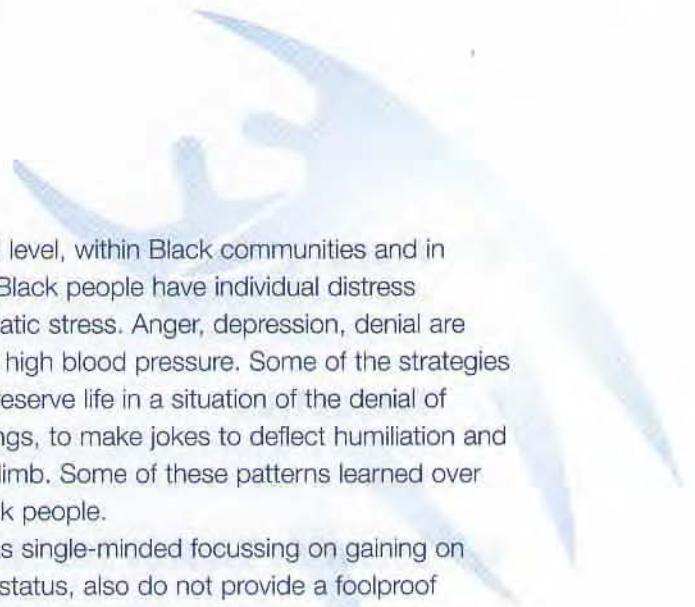 level, within Black communities and in
Black people have individual distress
atic stress. Anger, depression, denial are
high blood pressure. Some of the strategies
eserve life in a situation of the denial of
ngs, to make jokes to deflect humiliation and
limb. Some of these patterns learned over
k people.
s single-minded focussing on gaining on
status, also do not provide a foolproof